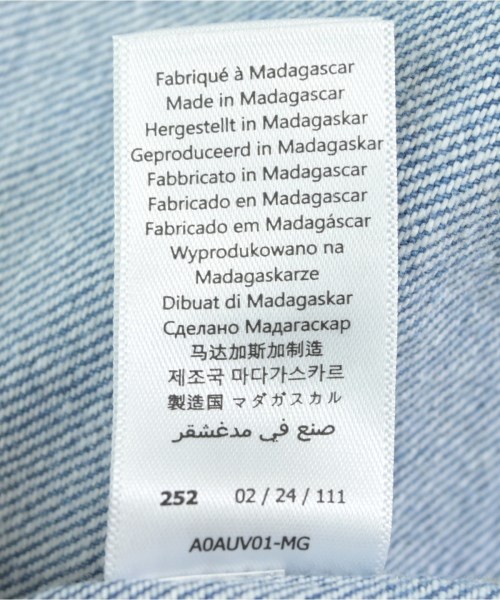 Fabriqué à Madagascar
Made in Madagascar
Hergestellt in Madagaskar
Geproduceerd in Madagaskar
Fabbricato in Madagascar
Fabricado en Madagascar
Fabricado em Madagáscar
Wyprodukowano na
Madagaskarze
Dibuat di Madagaskar
Сделано Мадагаскар
马达加斯加制造
제조국 마다가스카르
製造国 マダガスカル
صنع في مدغشقر
252 02 / 24 / 111
A0AUV01-MG